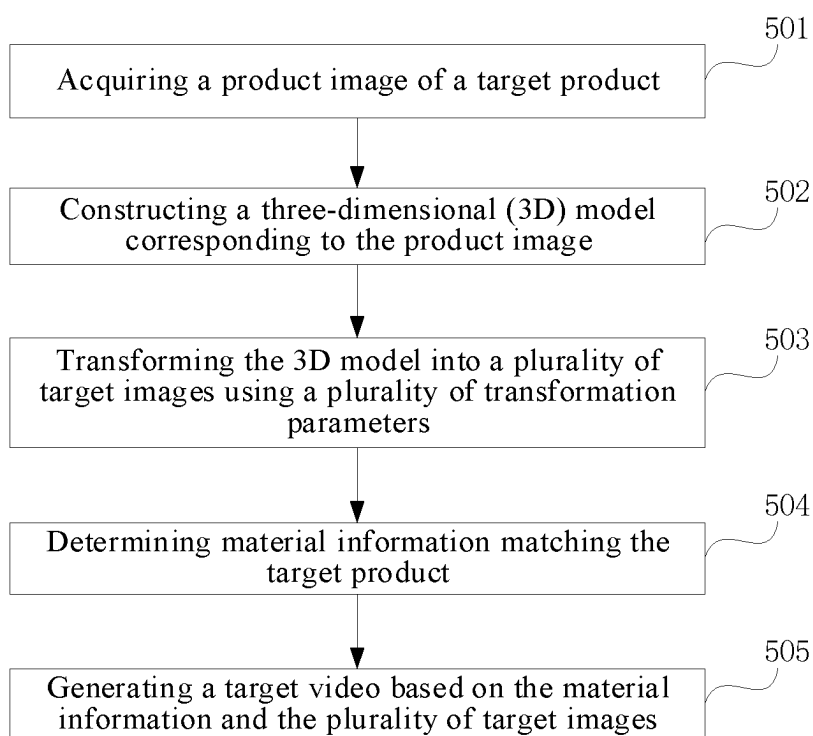 501
Acquiring a product image of a target product
502
Constructing a three-dimensional (3D) model
corresponding to the product image
503
Transforming the 3D model into a plurality of
target images using a plurality of transformation
parameters
504
Determining material information matching the
target product
505
Generating a target video based on the material
information and the plurality of target images